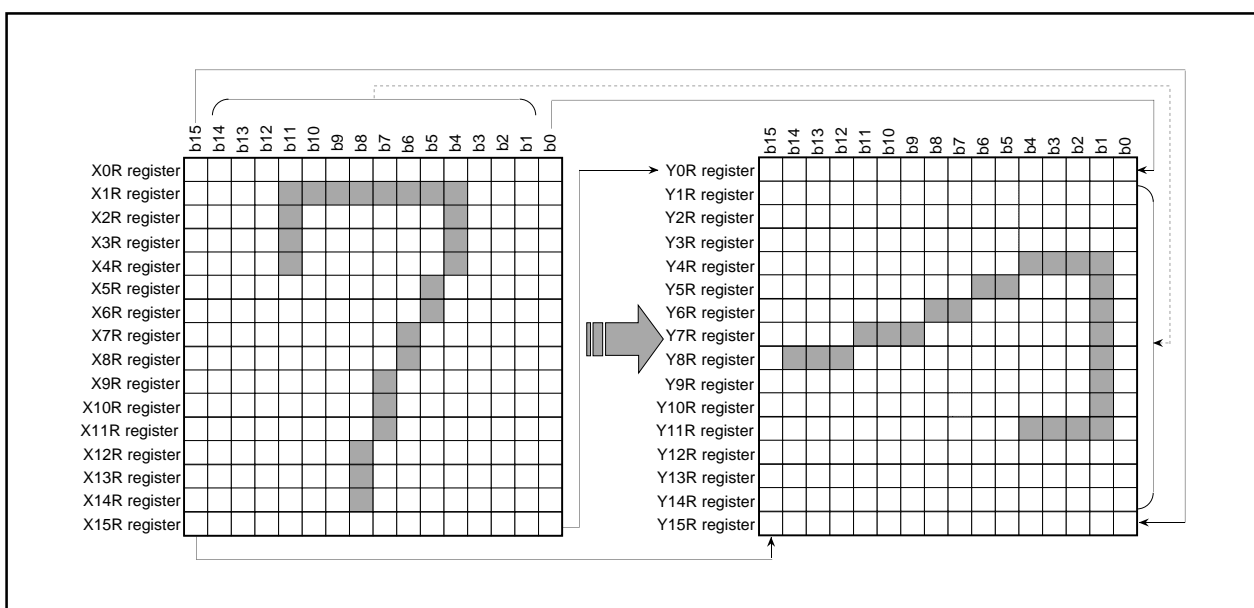 b15 b14 b13 b12 b11 b10 b9 b8 b7 b6 b5 b4 b3 b2 b1 b0
X0R register
X1R register
X2R register
X3R register
X4R register
X5R register
X6R register
X7R register
X8R register
X9R register
X10R register
X11R register
X12R register
X13R register
X14R register
X15R register
b15 b14 b13 b12 b11 b10 b9 b8 b7 b6 b5 b4 b3 b2 b1 b0
Y0R register
Y1R register
Y2R register
Y3R register
Y4R register
Y5R register
Y6R register
Y7R register
Y8R register
Y9R register
Y10R register
Y11R register
Y12R register
Y13R register
Y14R register
Y15R register